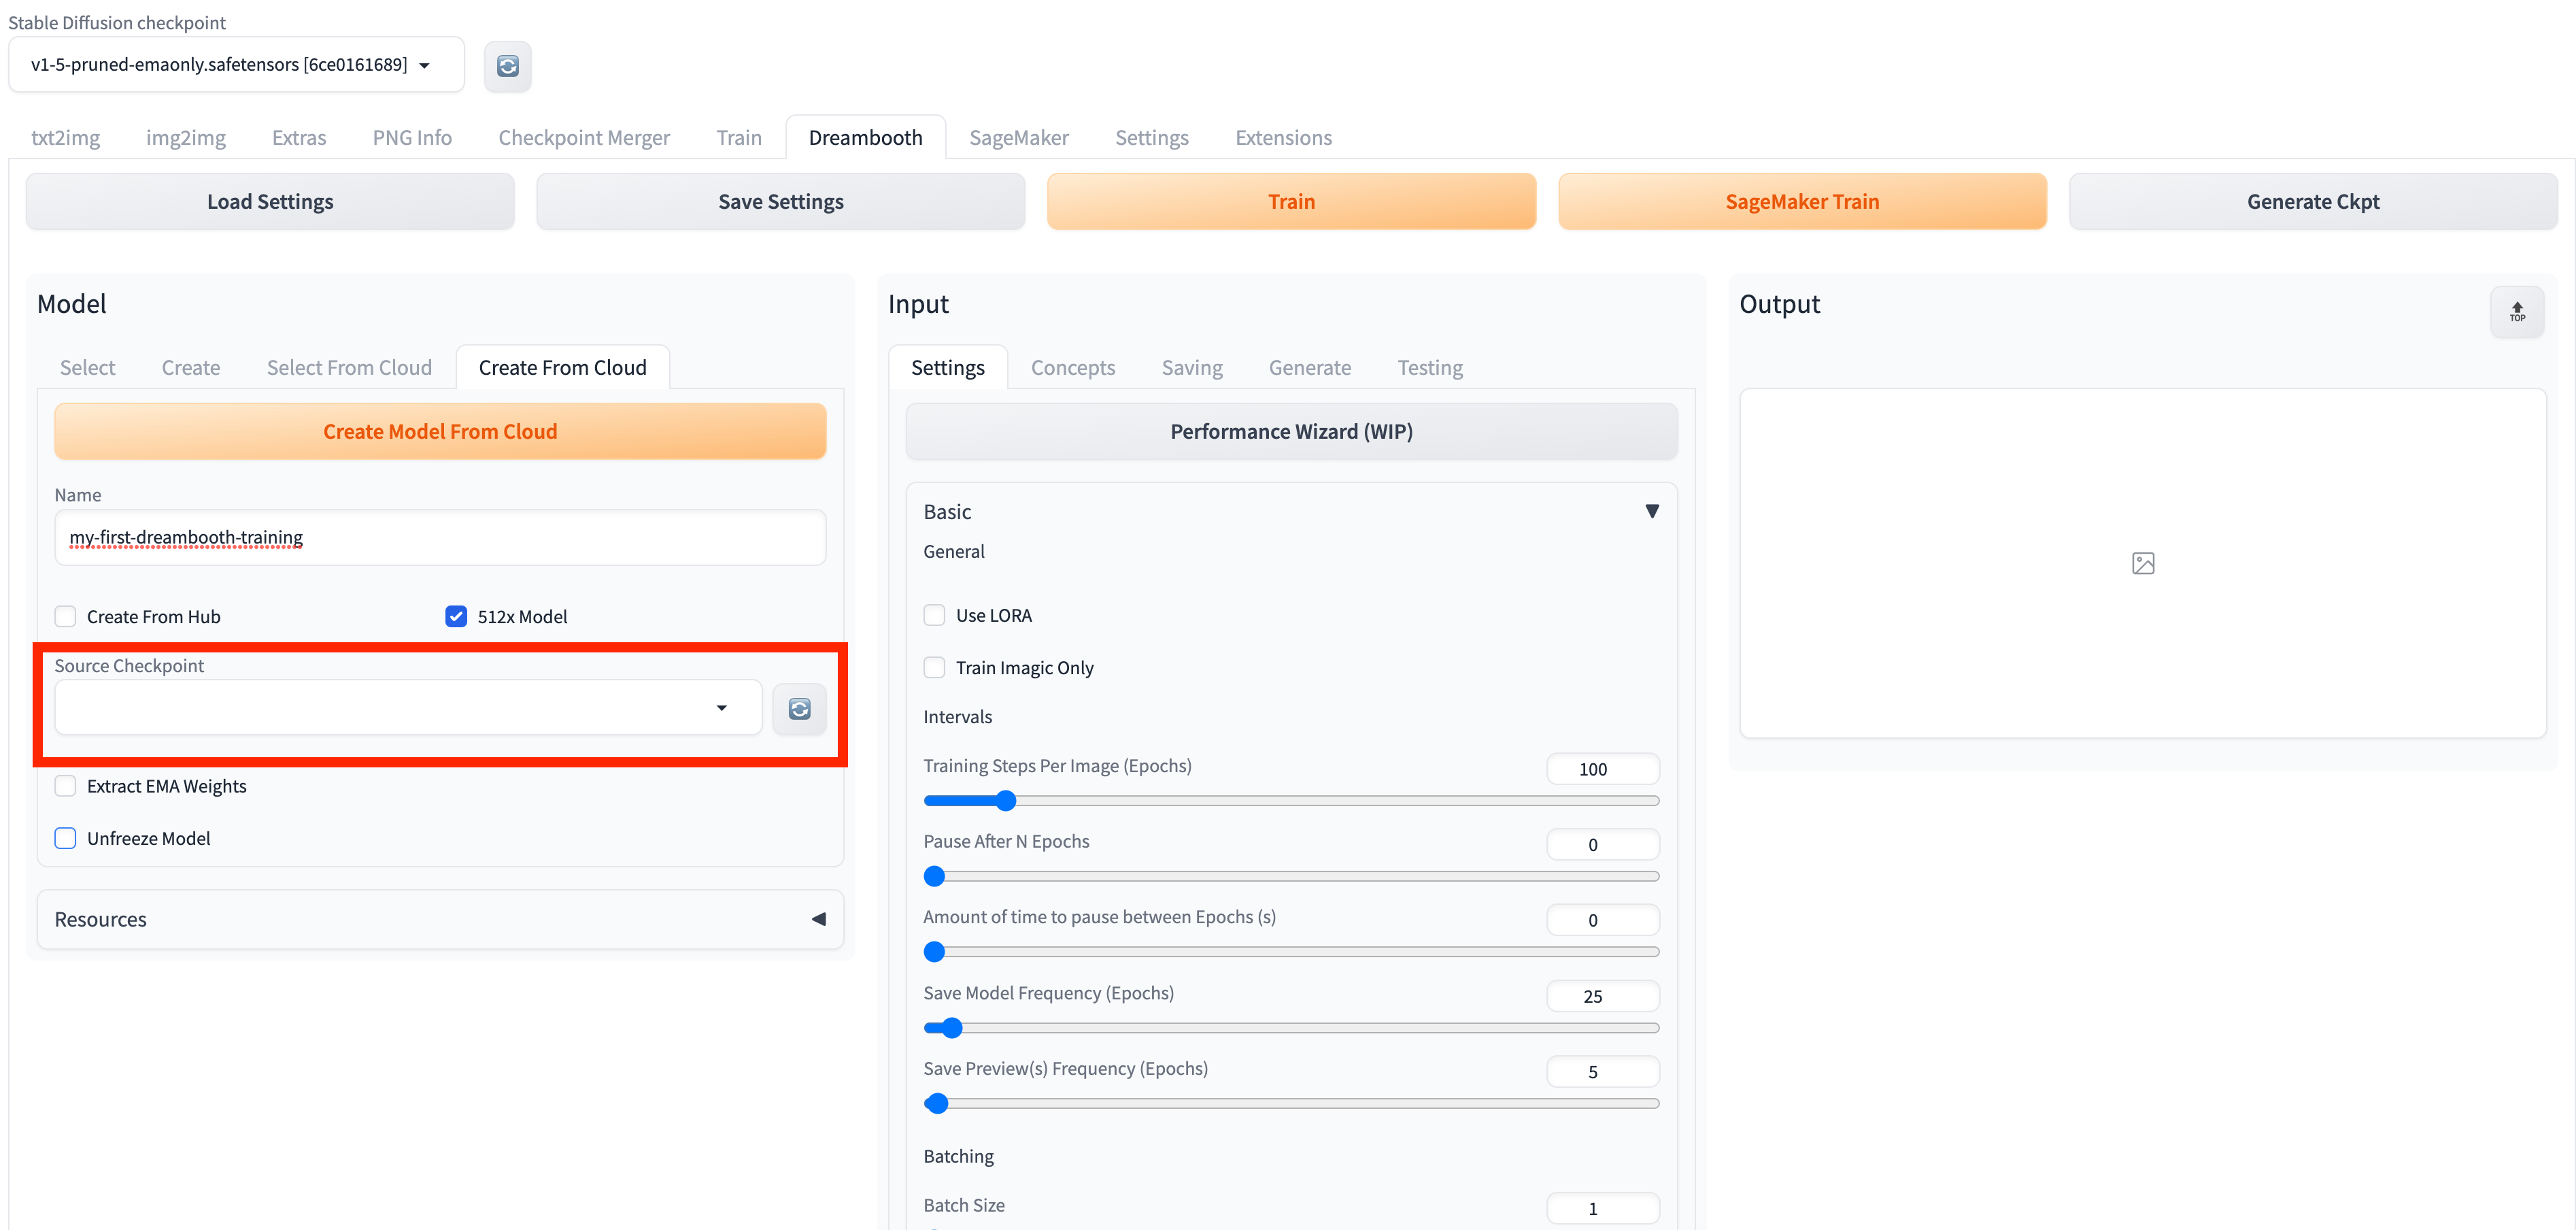 Stable Diffusion checkpoint
v1-5-pruned-emaonly.safetensors [6ce0161689]
txt2img img2img Extras PNG Info Checkpoint Merger Train Dreambooth SageMaker Settings Extensions
Load Settings Save Settings Train SageMaker Train Generate Ckpt
Model
Select Create Select From Cloud Create From Cloud
Create Model From Cloud
Name
my-first-dreambooth-training
Create From Hub 512x Model
Source Checkpoint
Extract EMA Weights
Unfreeze Model
Resources
Input
Settings Concepts Saving Generate Testing
Performance Wizard (WIP)
Basic
General
Use LORA
Train Imagic Only
Intervals
Training Steps Per Image (Epochs) 100
Pause After N Epochs 0
Amount of time to pause between Epochs (s) 0
Save Model Frequency (Epochs) 25
Save Preview(s) Frequency (Epochs) 5
Batching
Batch Size 1
Output
TOP